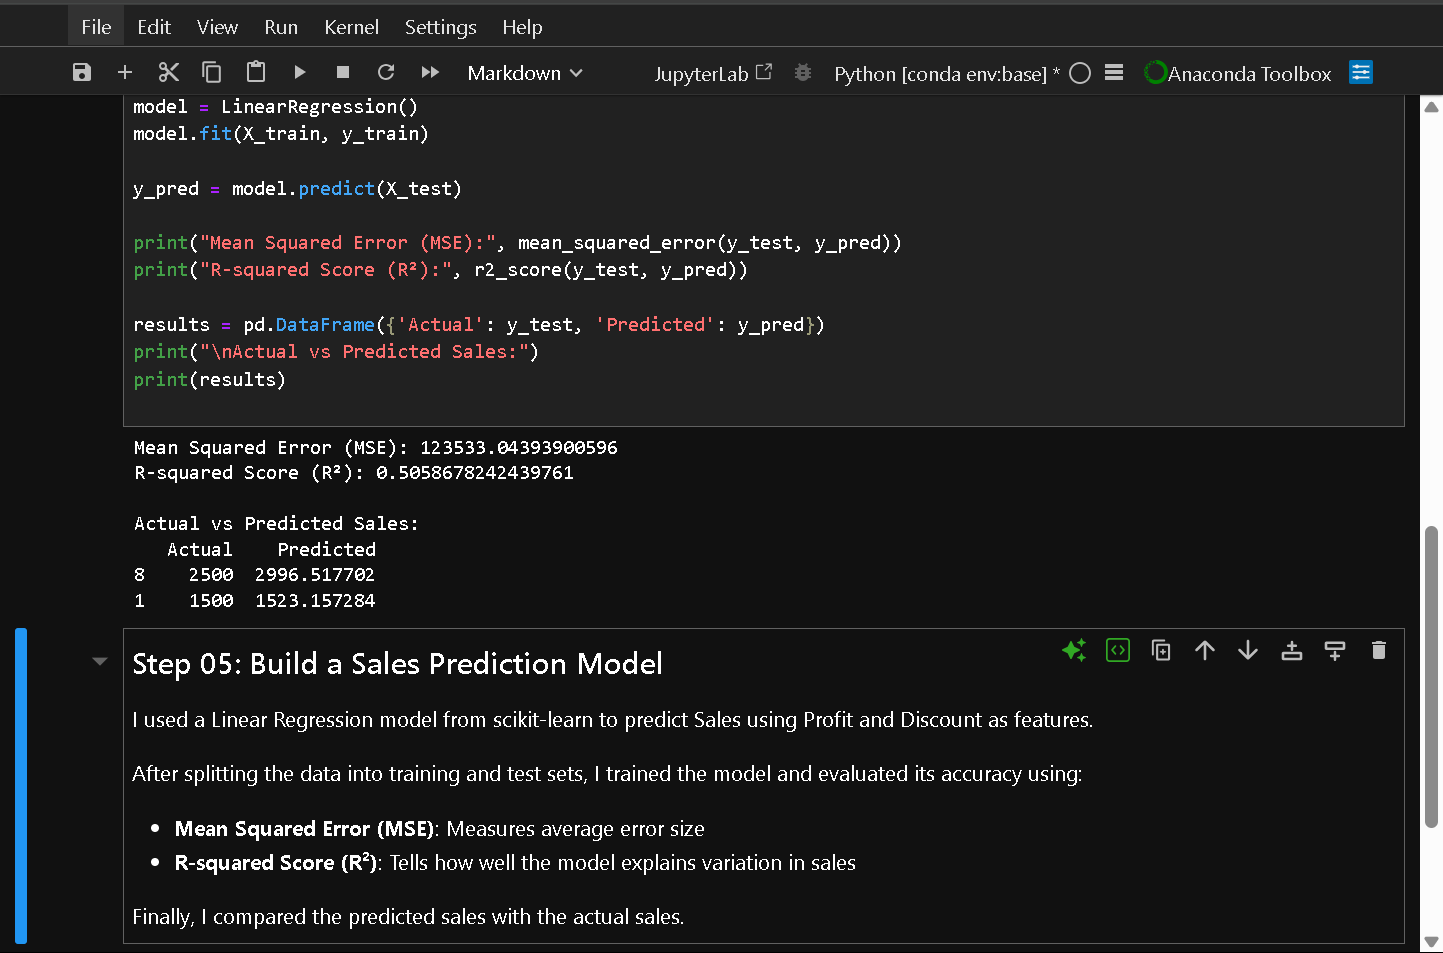 File Edit View Run Kernel Settings Help
Markdown JupyterLab Python [conda env:base] * Anaconda Toolbox
model = LinearRegression()
model.fit(X_train, y_train)
y_pred = model.predict(X_test)
print("Mean Squared Error (MSE):", mean_squared_error(y_test, y_pred))
print("R-squared Score (R²):", r2_score(y_test, y_pred))
results = pd.DataFrame({'Actual': y_test, 'Predicted': y_pred})
print("\nActual vs Predicted Sales:")
print(results)
Mean Squared Error (MSE): 123533.04393900596
R-squared Score (R²): 0.5058678242439761
Actual vs Predicted Sales:
Actual Predicted
8 2500 2996.517702
1 1500 1523.157284
Step 05: Build a Sales Prediction Model
I used a Linear Regression model from scikit-learn to predict Sales using Profit and Discount as features.
After splitting the data into training and test sets, I trained the model and evaluated its accuracy using:
• Mean Squared Error (MSE): Measures average error size
• R-squared Score (R²): Tells how well the model explains variation in sales
Finally, I compared the predicted sales with the actual sales.